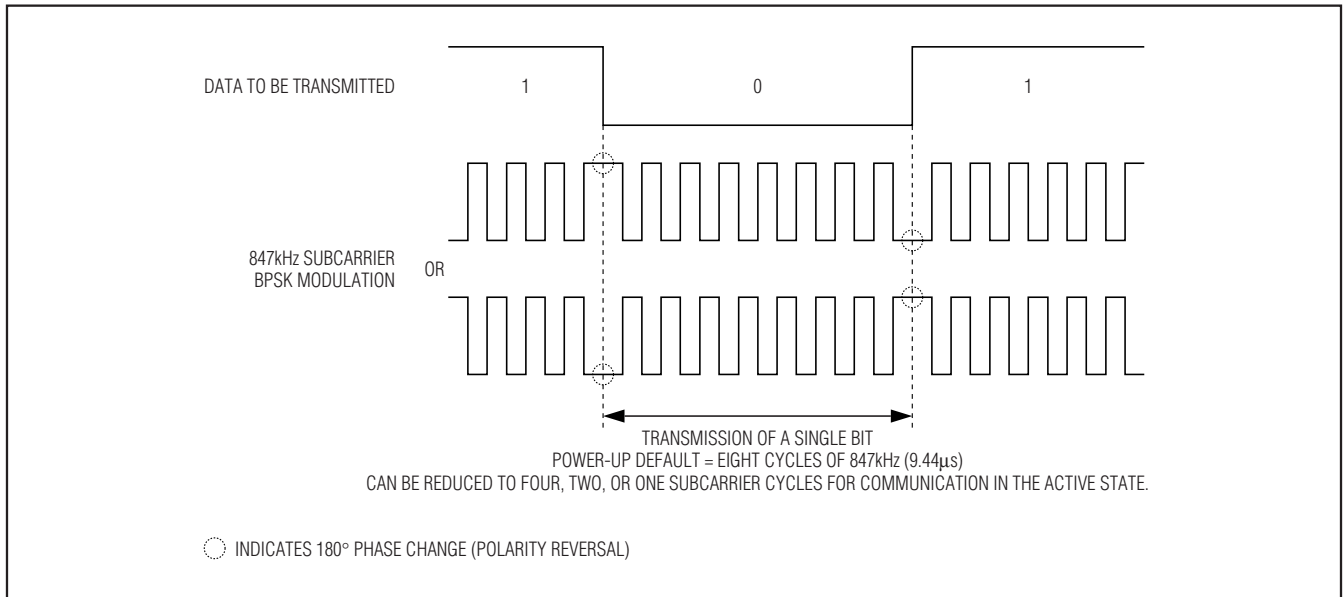 DATA TO BE TRANSMITTED
1
0
1
847kHz SUBCARRIER
BPSK MODULATION
OR
TRANSMISSION OF A SINGLE BIT
POWER-UP DEFAULT = EIGHT CYCLES OF 847kHz (9.44µs)
CAN BE REDUCED TO FOUR, TWO, OR ONE SUBCARRIER CYCLES FOR COMMUNICATION IN THE ACTIVE STATE.
INDICATES 180° PHASE CHANGE (POLARITY REVERSAL)